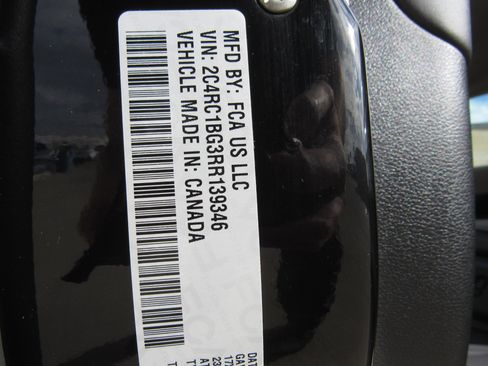 MFD BY: FCA US LLC
VIN: 2C4RC1BG3RR139346
VEHICLE MADE IN: CANADA